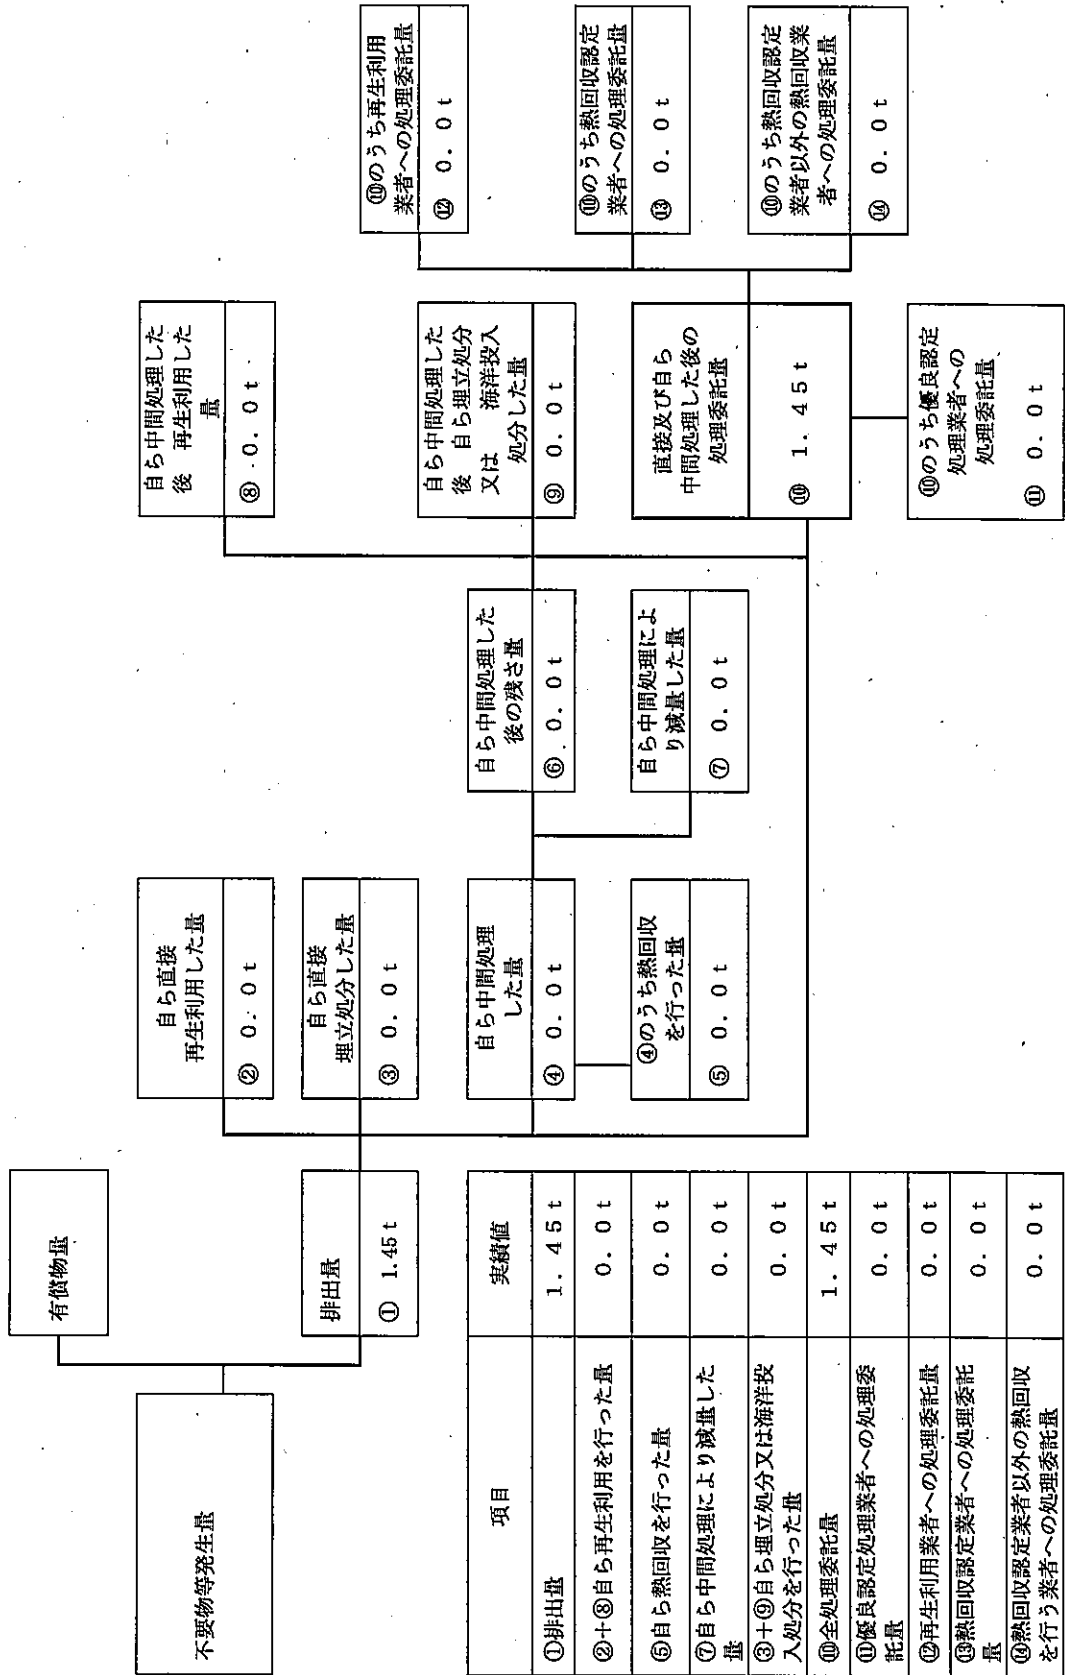 有償物量
不要物等発生量
排出量
① 1.45t
自ら直接
再生利用した量
② 0.0t
自ら直接
埋立処分した量
③ 0.0t
自ら中間処理
した量
④ 0.0t
④のうち熱回収
を行った量
⑤ 0.0t
自ら中間処理した
後の残さ量
⑥ 0.0t
自ら中間処理によ
り減量した量
⑦ 0.0t
自ら中間処理した
後 再生利用した
量
⑧ 0.0t
自ら中間処理した
後 自ら埋立処分
又は 海洋投入
処分した量
⑨ 0.0t
直接及び自ら
中間処理した後の
処理委託量
⑩ 1.45t
⑩のうち優良認定
処理業者への
処理委託量
⑪ 0.0t
⑩のうち再生利用
業者への処理委託量
⑫ 0.0t
⑩のうち熱回収認定
業者への処理委託量
⑬ 0.0t
⑩のうち熱回収認定
業者以外の熱回収業
者への処理委託量
⑭ 0.0t
項目 実績値
①排出量 1.45t
②+⑧自ら再生利用を行った量 0.0t
⑤自ら熱回収を行った量 0.0t
⑦自ら中間処理により減量した
量 0.0t
③+⑨自ら埋立処分又は海洋投
入処分を行った量 0.0t
⑩全処理委託量 1.45t
⑪優良認定処理業者への処理委
託量 0.0t
⑫再生利用業者への処理委託量 0.0t
⑬熱回収認定業者への処理委託
量 0.0t
⑭熱回収認定業者以外の熱回収
を行う業者への処理委託量 0.0t